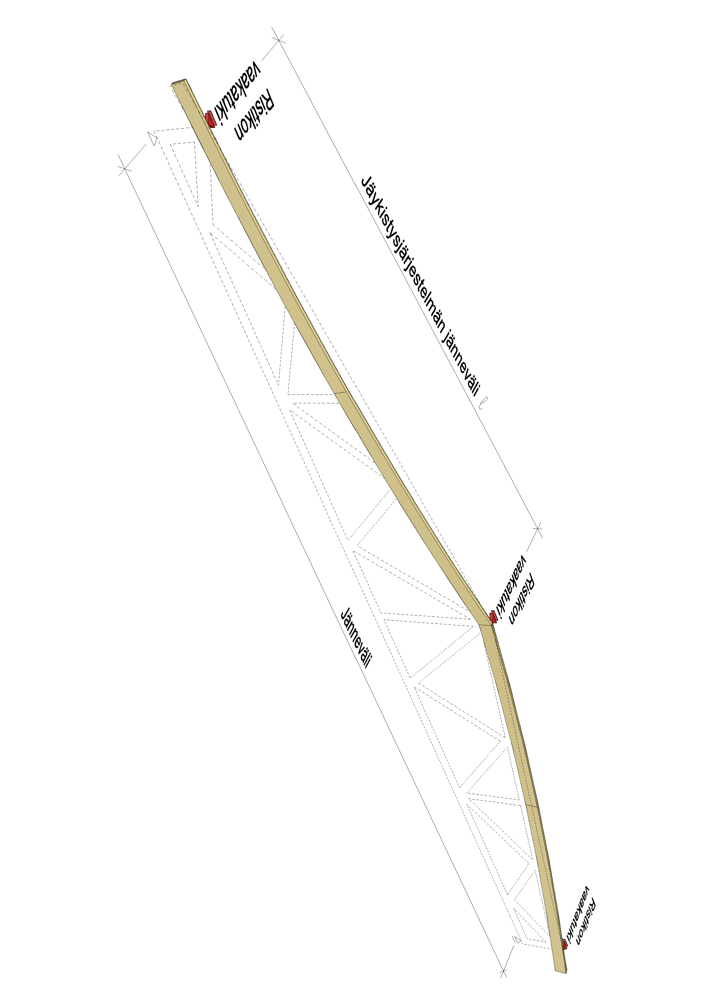 Ristikon
vaakatuki
Jäykistysjärjestelmän jänneväli ℓ
Ristikon
vaakatuki
Jänneväli
Ristikon
vaakatuki